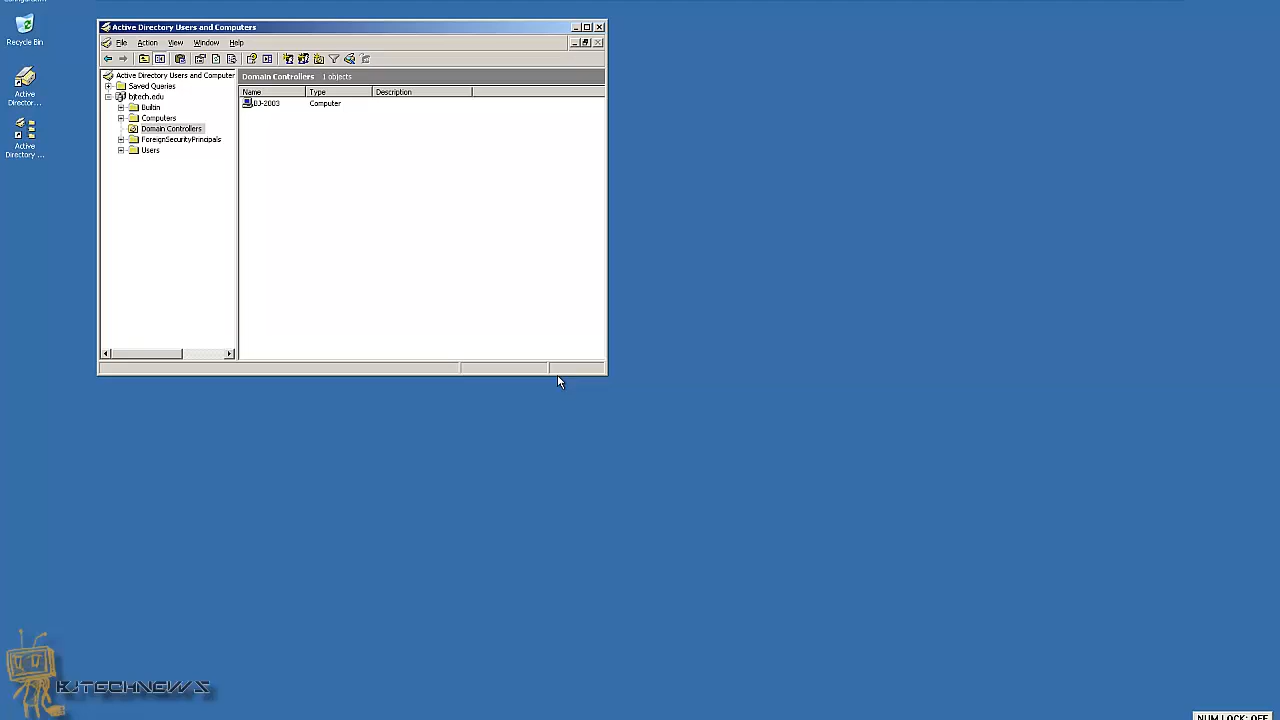 Recycle Bin
Active
Director...
Active
Directory ...
Active Directory Users and Computers
File Action View Window Help
Active Directory Users and Computer
Saved Queries
bjtech.edu
Builtin
Computers
Domain Controllers
ForeignSecurityPrincipals
Users
Domain Controllers 1 objects
Name Type Description
BJ-2003 Computer
BJTECHNEWS
NUM LOCK: OFF